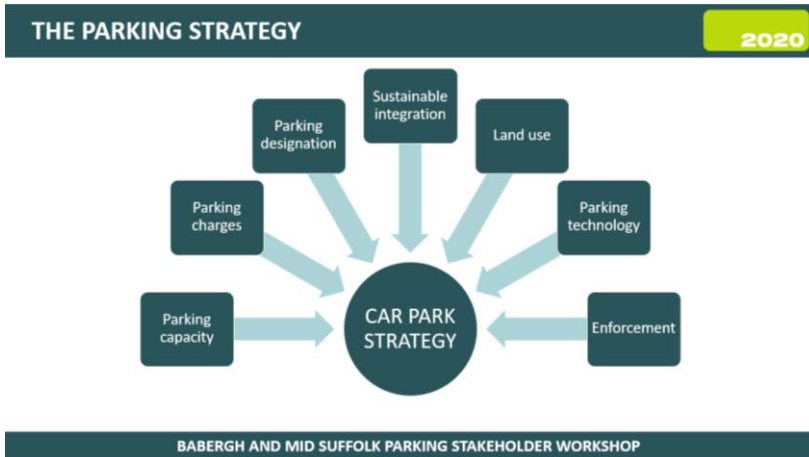 THE PARKING STRATEGY
2020
Sustainable
integration
Parking
designation
Land use
Parking
charges
Parking
technology
Parking
capacity
CAR PARK
STRATEGY
Enforcement
BABERGH AND MID SUFFOLK PARKING STAKEHOLDER WORKSHOP